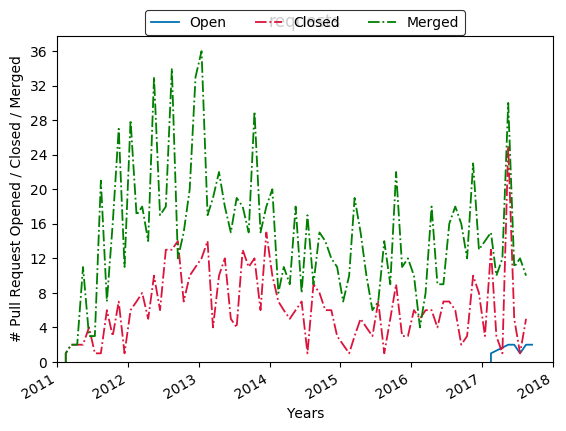 requests
Open Closed Merged
# Pull Request Opened / Closed / Merged
36
32
28
24
20
16
12
8
4
0
2011 2012 2013 2014 2015 2016 2017 2018
Years